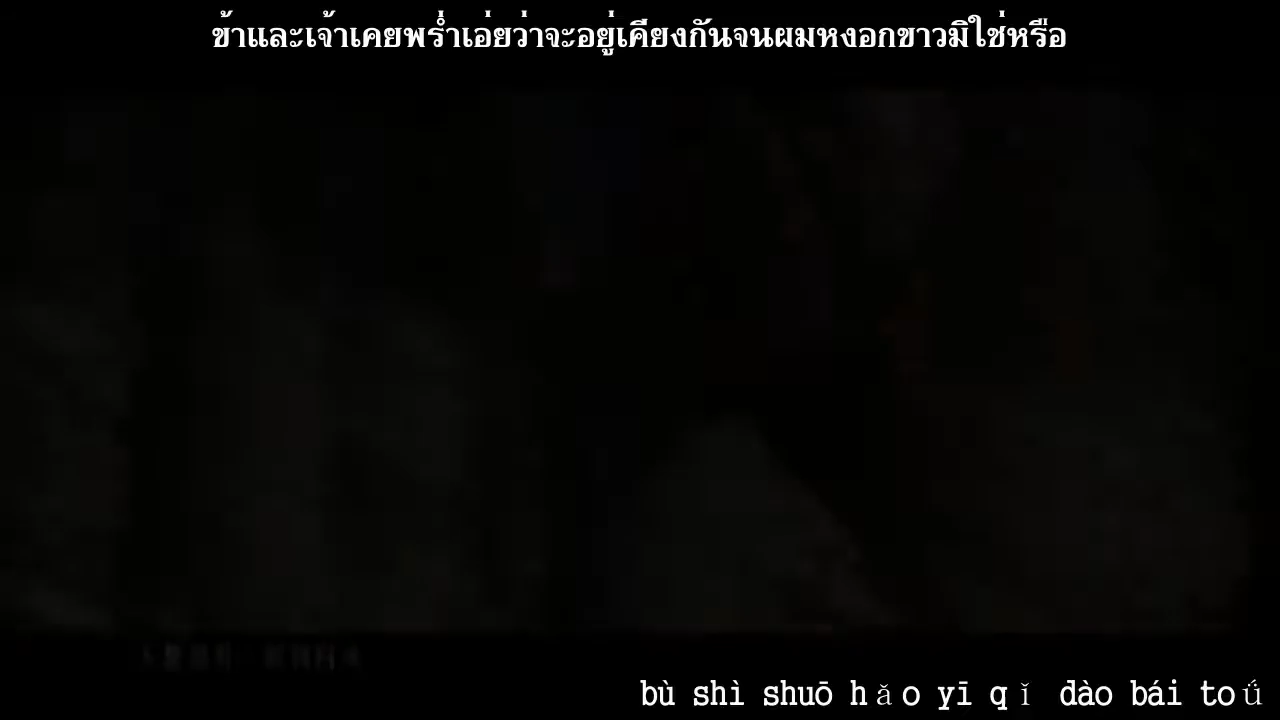 ข้าและเจ้าเคยพร่ำเอ่ยว่าจะอยู่เคียงกันจนผมหงอกขาวมิใช่หรือ
bù shì shuō hǎo yī qǐ dào bái toǘ